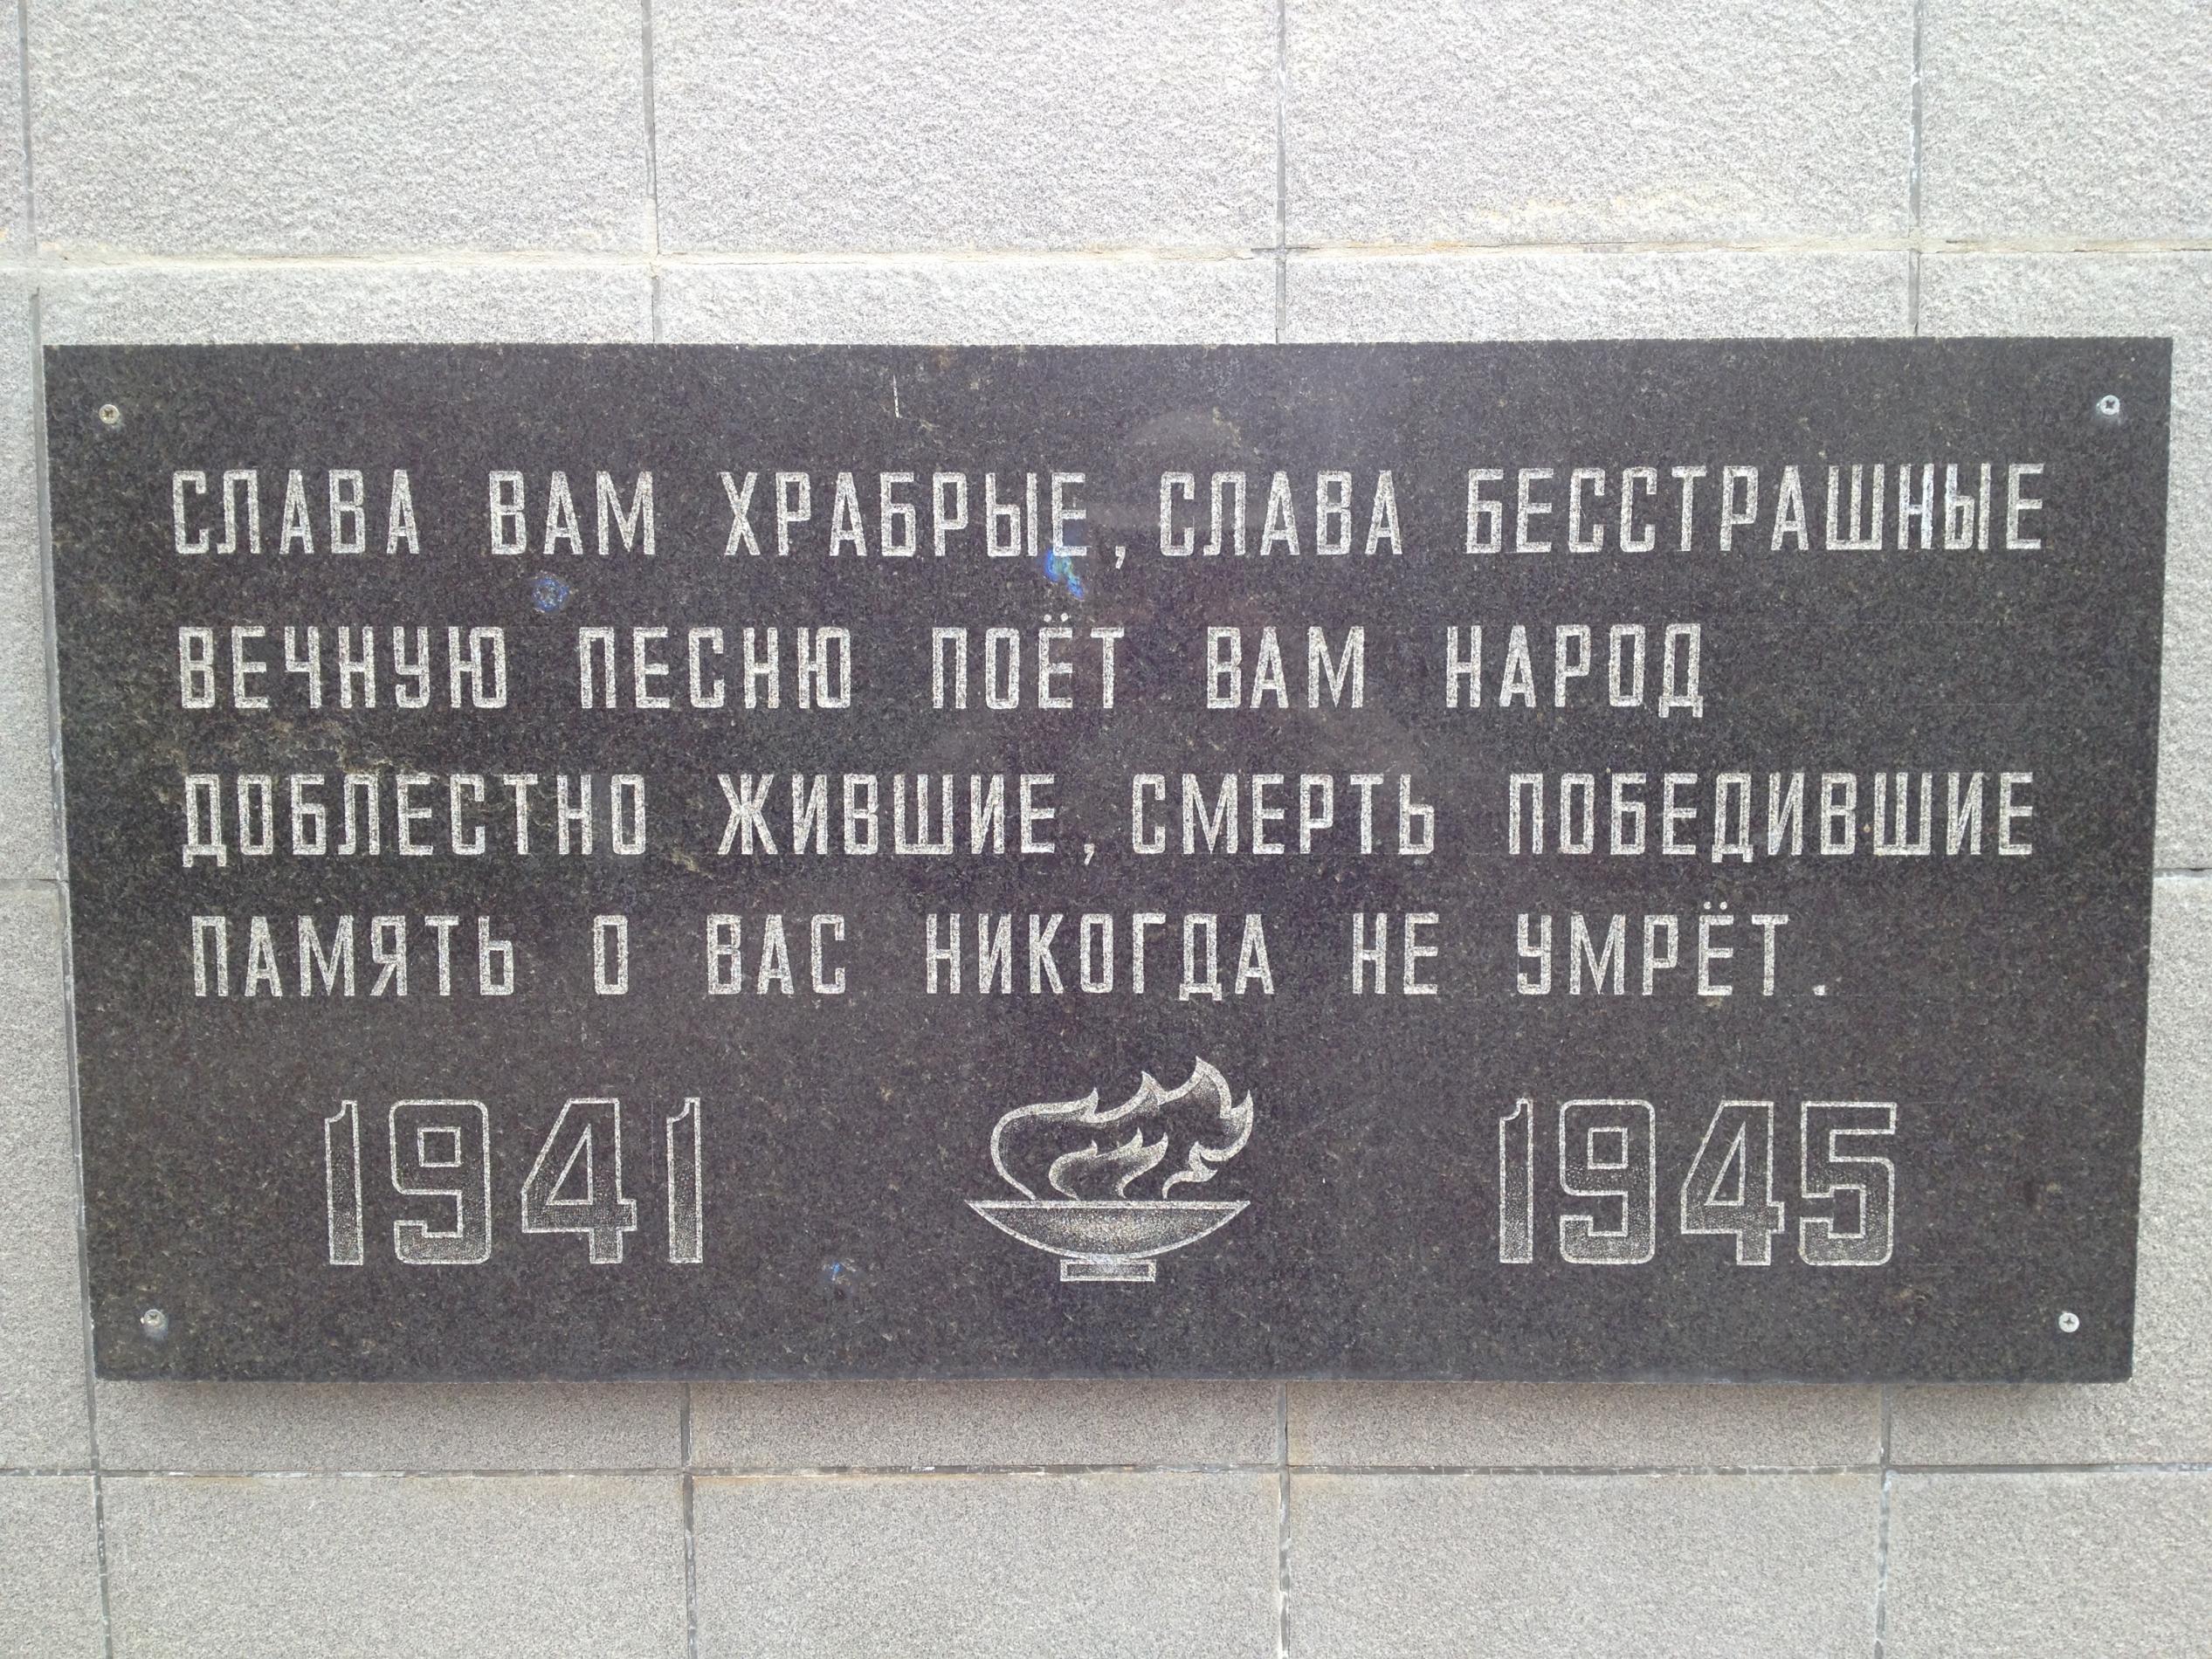 СЛАВА ВАМ ХРАБРЫЕ, СЛАВА БЕССТРАШНЫЕ
ВЕЧНУЮ ПЕСНЮ ПОЁТ ВАМ НАРОД
ДОБЛЕСТНО ЖИВШИЕ, СМЕРТЬ ПОБЕДИВШИЕ
ПАМЯТЬ О ВАС НИКОГДА НЕ УМРЁТ.
1941 1945